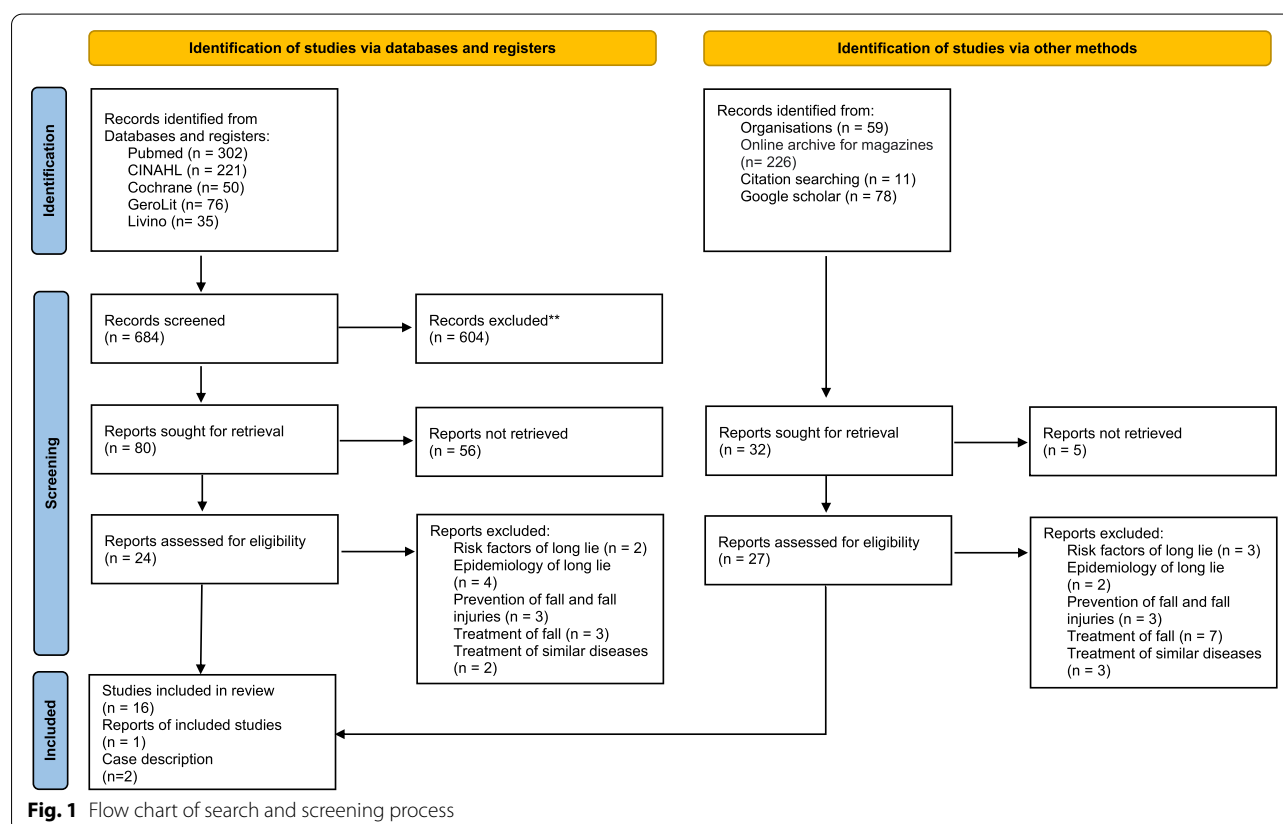 Identification of studies via databases and registers
Identification of studies via other methods
Identification
Records identified from
Databases and registers:
Pubmed (n = 302)
CINAHL (n = 221)
Cochrane (n= 50)
GeroLit (n= 76)
Livino (n= 35)
Records identified from:
Organisations (n = 59)
Online archive for magazines
(n= 226)
Citation searching (n = 11)
Google scholar (n = 78)
Screening
Records screened
(n = 684)
Records excluded**
(n = 604)
Reports sought for retrieval
(n = 80)
Reports not retrieved
(n = 56)
Reports sought for retrieval
(n = 32)
Reports not retrieved
(n = 5)
Reports assessed for eligibility
(n = 24)
Reports excluded:
Risk factors of long lie (n = 2)
Epidemiology of long lie
(n = 4)
Prevention of fall and fall
injuries (n = 3)
Treatment of fall (n = 3)
Treatment of similar diseases
(n = 2)
Reports assessed for eligibility
(n = 27)
Reports excluded:
Risk factors of long lie (n = 3)
Epidemiology of long lie
(n = 2)
Prevention of fall and fall
injuries (n = 3)
Treatment of fall (n = 7)
Treatment of similar diseases
(n = 3)
Included
Studies included in review
(n = 16)
Reports of included studies
(n = 1)
Case description
(n=2)
Fig. 1 Flow chart of search and screening process